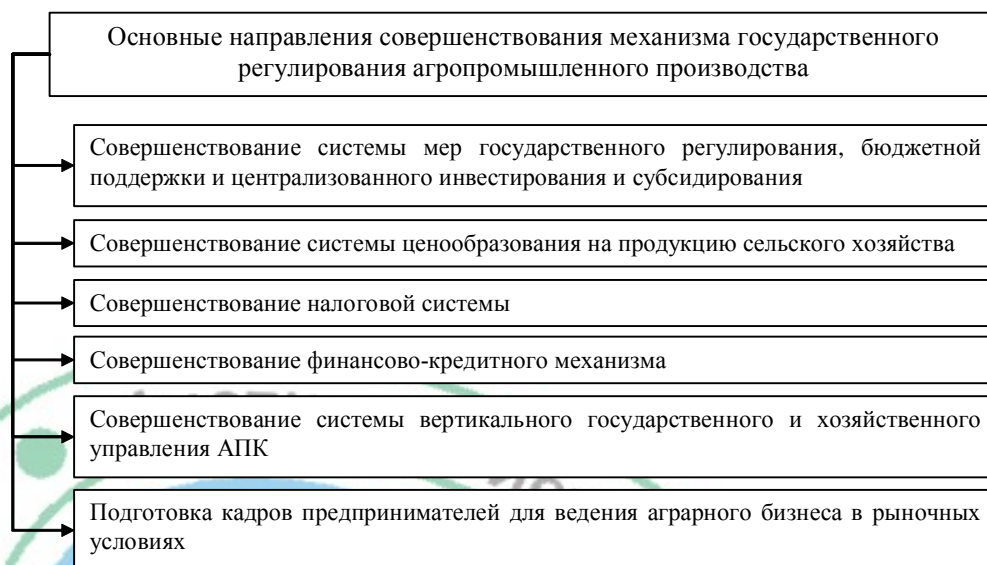 Основные направления совершенствования механизма государственного
регулирования агропромышленного производства
Совершенствование системы мер государственного регулирования, бюджетной
поддержки и централизованного инвестирования и субсидирования
Совершенствование системы ценообразования на продукцию сельского хозяйства
Совершенствование налоговой системы
Совершенствование финансово-кредитного механизма
Совершенствование системы вертикального государственного и хозяйственного
управления АПК
Подготовка кадров предпринимателей для ведения аграрного бизнеса в рыночных
условиях